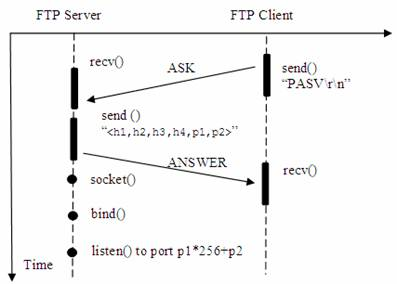 FTP Server
FTP Client
recv()
ASK
send()
“PASV\r\n”
send ()
“<h1,h2,h3,h4,p1,p2>”
ANSWER
recv()
socket()
bind()
listen() to port p1*256+p2
Time